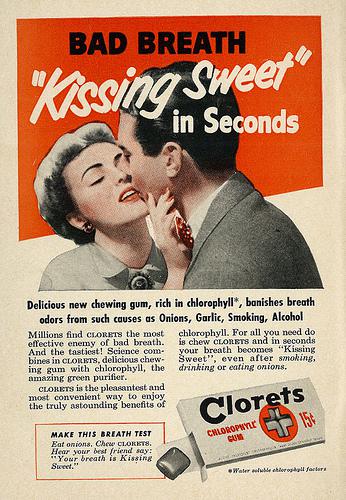 BAD BREATH
"Kissing Sweet"
in Seconds
Delicious new chewing gum, rich in chlorophyll*, banishes breath
odors from such causes as Onions, Garlic, Smoking, Alcohol
Millions find CLORETS the most
effective enemy of bad breath.
And the tastiest! Science com-
bines in CLORETS, delicious chew-
ing gum with chlorophyll, the
amazing green purifier.
CLORETS is the pleasantest and
most convenient way to enjoy
the truly astounding benefits of
chlorophyll. For all you need do
is chew CLORETS and in seconds
your breath becomes "Kissing
Sweet", even after smoking,
drinking or eating onions.
MAKE THIS BREATH TEST
Eat onions. Chew CLORETS.
Hear your best friend say:
"Your breath is Kissing
Sweet."
Clorets
CHLOROPHYLL*
GUM
15¢
*Water soluble chlorophyll factors